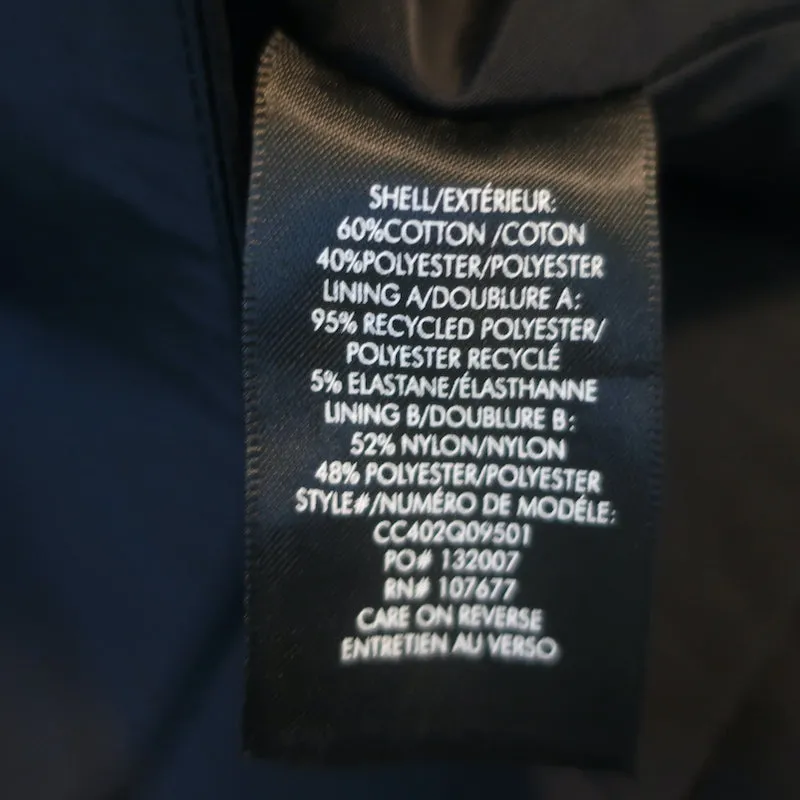 SHELL/EXTÉRIEUR:
60%COTTON /COTON
40%POLYESTER/POLYESTER
LINING A/DOUBLURE A:
95% RECYCLED POLYESTER/
POLYESTER RECYCLÉ
5% ELASTANE/ÉLASTHANNE
LINING B/DOUBLURE B:
52% NYLON/NYLON
48% POLYESTER/POLYESTER
STYLE#/NUMÉRO DE MODÉLE:
CC402Q09501
PO# 132007
RN# 107677
CARE ON REVERSE
ENTRETIEN AU VERSO